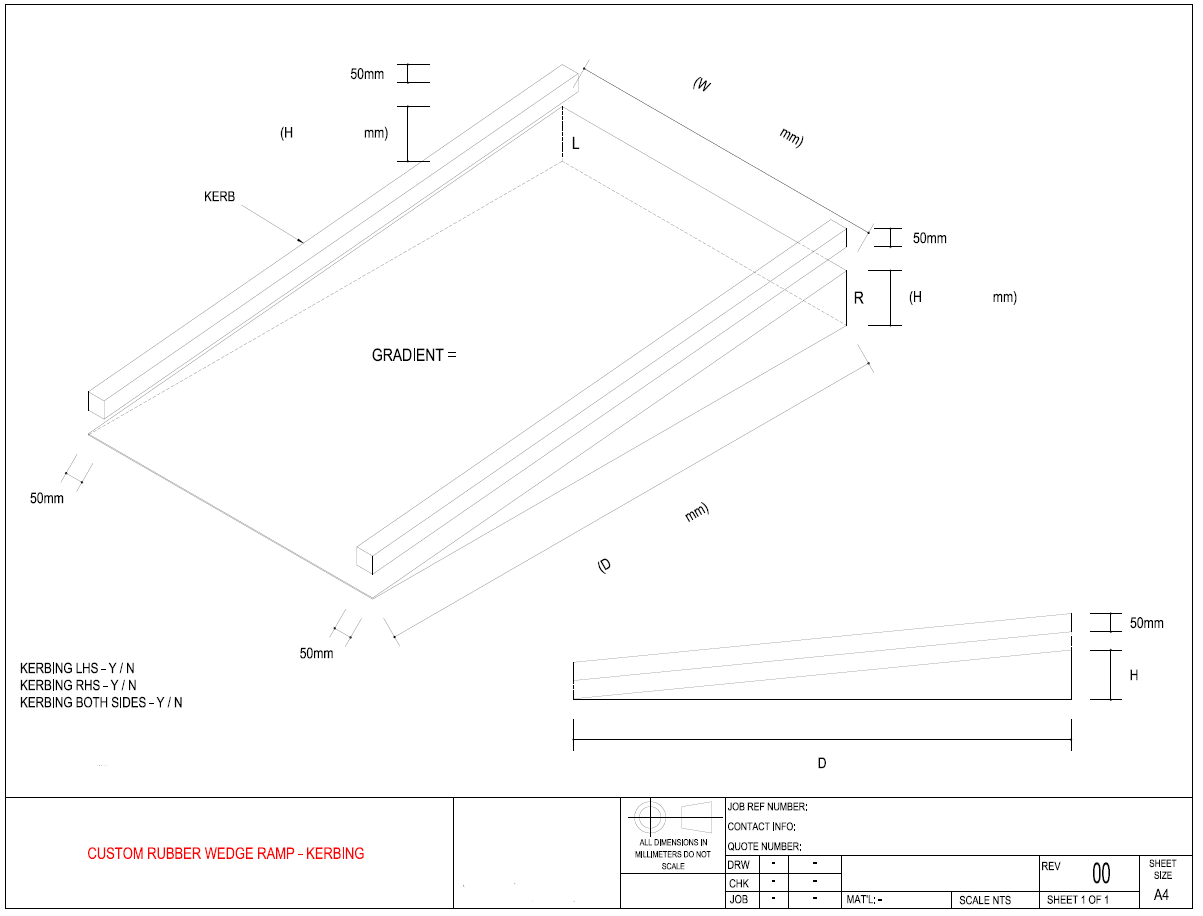 50mm
(W mm)
(H mm)
L
KERB
50mm
R
(H mm)
GRADIENT =
50mm
(D mm)
50mm
50mm
H
D
KERBING LHS - Y / N
KERBING RHS - Y / N
KERBING BOTH SIDES - Y / N
CUSTOM RUBBER WEDGE RAMP - KERBING
ALL DIMENSIONS IN
MILLIMETERS DO NOT
SCALE
JOB REF NUMBER:
CONTACT INFO:
QUOTE NUMBER:
DRW - -
CHK - -
JOB - -
MAT'L: -
SCALE NTS
REV 00
SHEET 1 OF 1
SHEET
SIZE
A4